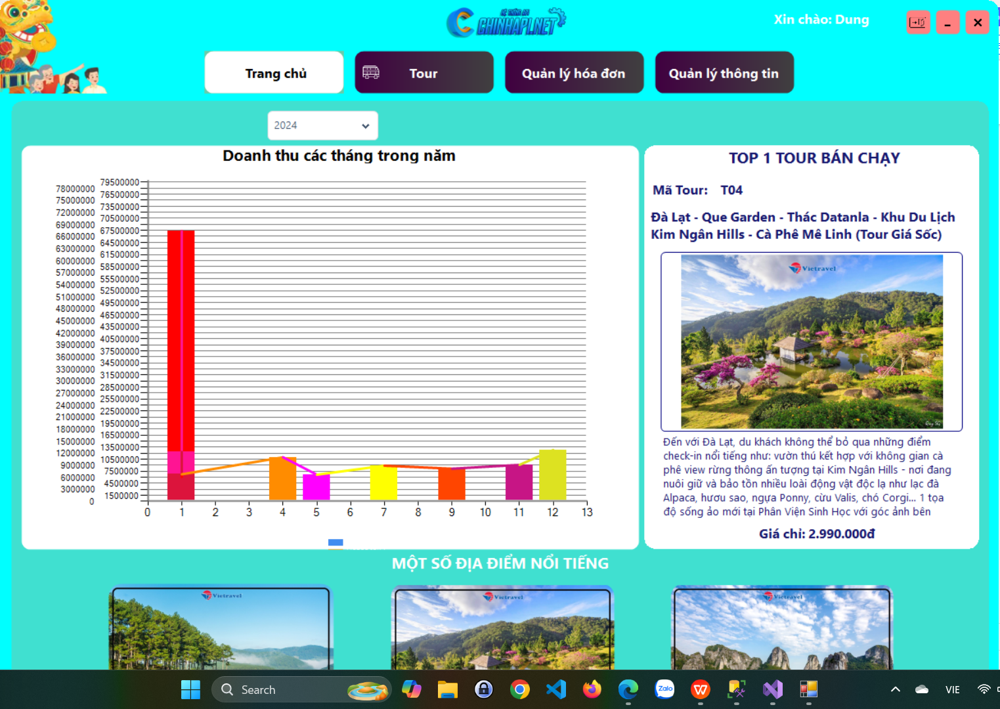 HỆ THỐNG AN
CHINHAPI.NET
Xin chào: Dung
Trang chủ
Tour
Quản lý hóa đơn
Quản lý thông tin
2024
Doanh thu các tháng trong năm
79500000
78000000
76500000
75000000
73500000
72000000
70500000
69000000
67500000
66000000
64500000
63000000
61500000
60000000
58500000
57000000
55500000
54000000
52500000
51000000
49500000
48000000
46500000
45000000
43500000
42000000
40500000
39000000
37500000
36000000
34500000
33000000
31500000
30000000
28500000
27000000
25500000
24000000
22500000
21000000
19500000
18000000
16500000
15000000
13500000
12000000
10500000
9000000
7500000
6000000
4500000
3000000
1500000
0
0 1 2 3 4 5 6 7 8 9 10 11 12 13
TOP 1 TOUR BÁN CHẠY
Mã Tour: T04
Đà Lạt - Que Garden - Thác Datanla - Khu Du Lịch
Kim Ngân Hills - Cà Phê Mê Linh (Tour Giá Sốc)
Vietravel
Đến với Đà Lạt, du khách không thể bỏ qua những điểm
check-in nổi tiếng như: vườn thú kết hợp với không gian cà
phê view rừng thông ấn tượng tại Kim Ngân Hills - nơi đang
nuôi giữ và bảo tồn nhiều loài động vật độc lạ như lạc đà
Alpaca, hươu sao, ngựa Ponny, cừu Valis, chó Corgi... 1 tọa
độ sống ảo mới tại Phân Viện Sinh Học với góc ảnh bên
Giá chỉ: 2.990.000đ
MỘT SỐ ĐỊA ĐIỂM NỔI TIẾNG
Vietravel
Vietravel
Vietravel
Search
Zalo
VIE